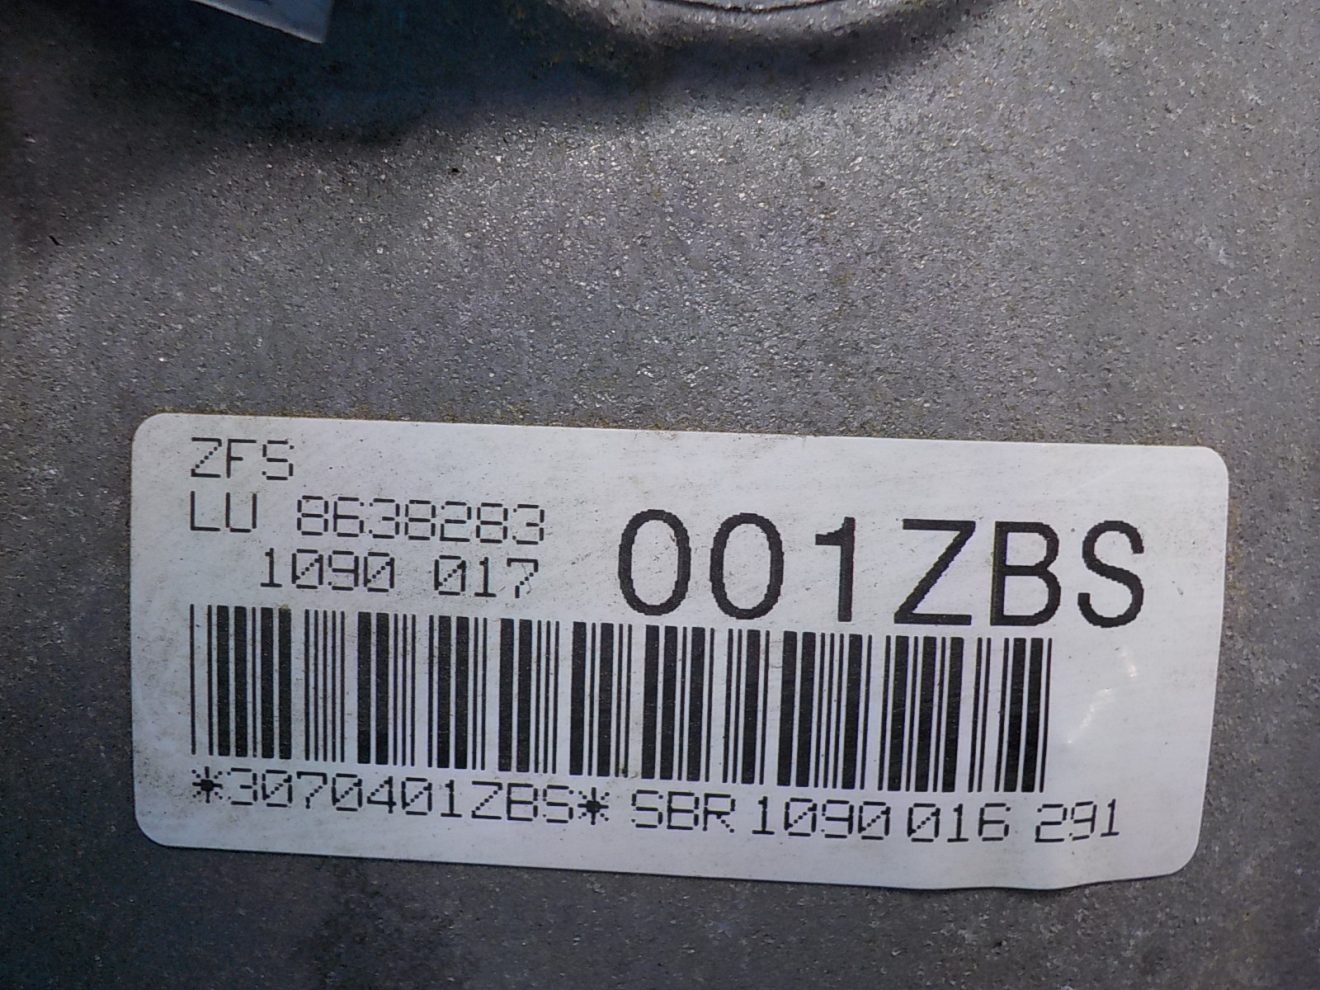 ZFS
LU 8638283
1090 017
001ZBS
*3070401ZBS* SBR 1090 016 291